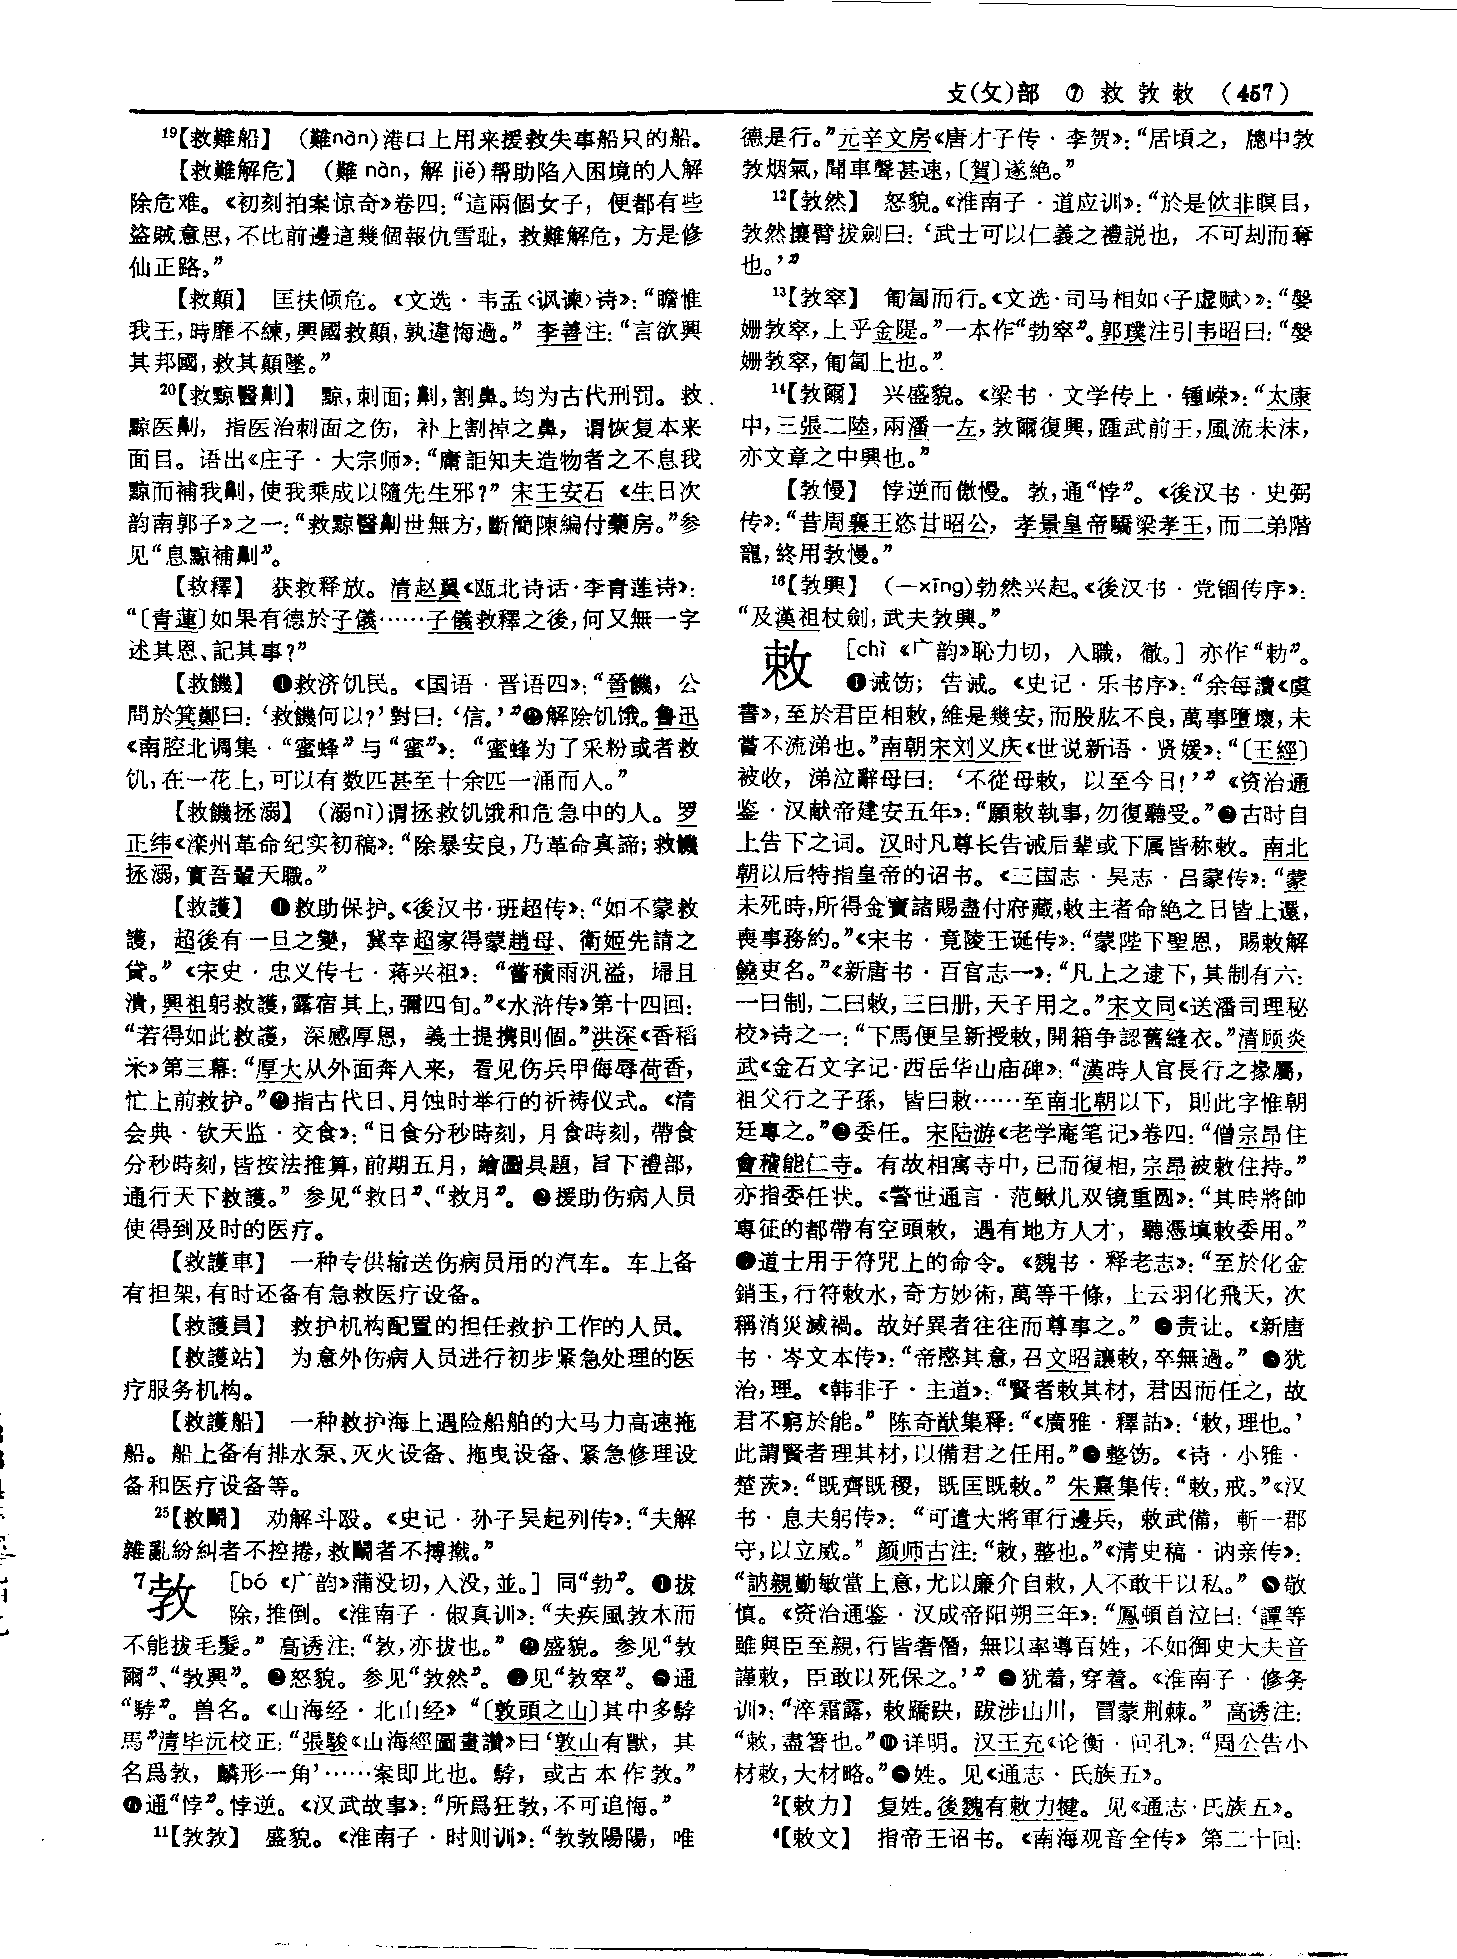 攴(攵)部 ⑦ 救 敦 敕 (457)
¹⁹【救難船】 (難nàn)港口上用来援救失事船只的船。
【救難解危】 (難 nàn, 解 jiě)帮助陷入困境的人解
除危难。《初刻拍案惊奇》卷四：“這兩個女子，便都有些
盜賊意思，不比前邊這幾個報仇雪耻，救難解危，方是修
仙正路。”
【救顛】 匡扶倾危。《文选·韦孟〈讽谏〉诗》：“瞻惟
我王，時靡不練，興國救顛，孰違悔過。” 李善注：“言欲興
其邦國，救其顛墜。”
²⁰【救黥醫劓】 黥，刺面；劓，割鼻。均为古代刑罚。救
黥医劓，指医治刺面之伤，补上割掉之鼻，谓恢复本来
面目。语出《庄子·大宗师》：“庸詎知夫造物者之不息我
黥而補我劓，使我乘成以隨先生邪？” 宋王安石《生日次
韵南郭子》之一：“救黥醫劓世無方，斷簡陳編付藥房。”参
见“息黥補劓”。
【救釋】 获救释放。清赵翼《瓯北诗话·李青莲诗》：
“〔青蓮〕如果有德於子儀……子儀救釋之後，何又無一字
述其恩、記其事？”
【救饑】 ❶救济饥民。《国语·晋语四》：“晉饑，公
問於箕鄭曰：‘救饑何以？’對曰：‘信。’”❷解除饥饿。鲁迅
《南腔北调集·“蜜蜂”与“蜜”》：“蜜蜂为了采粉或者救
饥，在一花上，可以有数匹甚至十余匹一涌而入。”
【救饑拯溺】 (溺nì)谓拯救饥饿和危急中的人。罗
正纬《滦州革命纪实初稿》：“除暴安良，乃革命真諦；救饑
拯溺，實吾輩天職。”
【救護】 ❶救助保护。《後汉书·班超传》：“如不蒙救
護，超後有一旦之變，冀幸超家得蒙趙母、衛姬先請之
貸。”《宋史·忠义传七·蒋兴祖》：“蓄積雨汎溢，埽且
潰，興祖躬救護，露宿其上，彌四旬。”《水浒传》第十四回：
“若得如此救護，深感厚恩，義士提携則個。”洪深《香稻
米》第三幕：“厚大从外面奔入来，看见伤兵甲侮辱荷香，
忙上前救护。”❷指古代日、月蚀时举行的祈祷仪式。《清
会典·钦天监·交食》：“日食分秒時刻，月食時刻，帶食
分秒時刻，皆按法推算，前期五月，繪圖具題，旨下禮部，
通行天下救護。” 参见“救日”、“救月”。 ❸援助伤病人员
使得到及时的医疗。
【救護車】 一种专供输送伤病员用的汽车。车上备
有担架，有时还备有急救医疗设备。
【救護員】 救护机构配置的担任救护工作的人员。
【救護站】 为意外伤病人员进行初步紧急处理的医
疗服务机构。
【救護船】 一种救护海上遇险船舶的大马力高速拖
船。船上备有排水泵、灭火设备、拖曳设备、紧急修理设
备和医疗设备等。
²⁵【救鬭】 劝解斗殴。《史记·孙子吴起列传》：“夫解
雜亂紛糾者不控捲，救鬭者不搏撠。”
⁷敦 [bó《广韵》蒲没切，入没，並。] 同“勃”。 ❶拔
除，推倒。《淮南子·俶真训》：“夫疾風敦木而
不能拔毛髮。” 高诱注：“敦，亦拔也。” ❷盛貌。参见“敦
爾”、“敦興”。 ❸怒貌。参见“敦然”。 ❹见“敦窣”。 ❺通
“䮀”。兽名。《山海经·北山经》“〔敦頭之山〕其中多䮀
馬”清毕沅校正：“張駿《山海經圖畫讚》曰‘敦山有獸，其
名爲敦，麟形一角’……案即此也。䮀，或古本作敦。”
❻通“悖”。悖逆。《汉武故事》：“所爲狂敦，不可追悔。”
¹¹【敦敦】 盛貌。《淮南子·时则训》：“敦敦陽陽，唯
德是行。”元辛文房《唐才子传·李贺》：“居頃之，牕中敦
敦烟氣，聞車聲甚速，〔賀〕遂絶。”
¹²【敦然】 怒貌。《淮南子·道应训》：“於是佽非瞑目，
敦然攘臂拔劍曰：‘武士可以仁義之禮説也，不可刦而奪
也。’”
¹³【敦窣】 匍匐而行。《文选·司马相如〈子虚赋〉》：“媻
姗敦窣，上乎金隄。”一本作“勃窣”。郭璞注引韦昭曰：“媻
姗敦窣，匍匐上也。”
¹⁴【敦爾】 兴盛貌。《梁书·文学传上·锺嵘》：“太康
中，三張二陸，兩潘一左，敦爾復興，踵武前王，風流未沫，
亦文章之中興也。”
【敦慢】 悖逆而傲慢。敦，通“悖”。《後汉书·史弼
传》：“昔周襄王恣甘昭公，孝景皇帝驕梁孝王，而二弟階
寵，終用敦慢。”
¹⁶【敦興】 (—xīng)勃然兴起。《後汉书·党锢传序》：
“及漢祖杖劍，武夫敦興。”
敕 [chì《广韵》恥力切，入職，徹。] 亦作“勅”。
❶诫饬；告诫。《史记·乐书序》：“余每讀《虞
書》，至於君臣相敕，維是幾安，而股肱不良，萬事墮壞，未
嘗不流涕也。”南朝宋刘义庆《世说新语·贤媛》：“〔王經〕
被收，涕泣辭母曰：‘不從母敕，以至今日！’”《资治通
鉴·汉献帝建安五年》：“願敕執事，勿復聽受。”❷古时自
上告下之词。汉时凡尊长告诫后辈或下属皆称敕。南北
朝以后特指皇帝的诏书。《三国志·吴志·吕蒙传》：“蒙
未死時，所得金寶諸賜盡付府藏，敕主者命絶之日皆上還，
喪事務約。”《宋书·竟陵王诞传》：“蒙陛下聖恩，賜敕解
饒吏名。”《新唐书·百官志一》：“凡上之逮下，其制有六：
一曰制，二曰敕，三曰册，天子用之。”宋文同《送潘司理秘
校》诗之一：“下馬便呈新授敕，開箱争認舊縫衣。”清顾炎
武《金石文字记·西岳华山庙碑》：“漢時人官長行之掾屬，
祖父行之子孫，皆曰敕……至南北朝以下，則此字惟朝
廷專之。”❸委任。宋陆游《老学庵笔记》卷四：“僧宗昂住
會稽能仁寺。有故相寓寺中，已而復相，宗昂被敕住持。”
亦指委任状。《警世通言·范鳅儿双镜重圆》：“其時將帥
專征的都帶有空頭敕，遇有地方人才，聽憑填敕委用。”
❹道士用于符咒上的命令。《魏书·释老志》：“至於化金
銷玉，行符敕水，奇方妙術，萬等千條，上云羽化飛天，次
稱消災滅禍。故好異者往往而尊事之。” ❺责让。《新唐
书·岑文本传》：“帝愍其意，召文昭讓敕，卒無過。” ❻犹
治，理。《韩非子·主道》：“賢者敕其材，君因而任之，故
君不窮於能。” 陈奇猷集释：“《廣雅·釋詁》：‘敕，理也。’
此謂賢者理其材，以備君之任用。”❼整饬。《诗·小雅·
楚茨》：“既齊既稷，既匡既敕。” 朱熹集传：“敕，戒。”《汉
书·息夫躬传》：“可遣大將軍行邊兵，敕武備，斬一郡
守，以立威。” 颜师古注：“敕，整也。”《清史稿·讷亲传》：
“訥親勤敏當上意，尤以廉介自敕，人不敢干以私。” ❽敬
慎。《资治通鉴·汉成帝阳朔三年》：“鳳頓首泣曰：‘譚等
雖與臣至親，行皆奢僭，無以率導百姓，不如御史大夫音
謹敕，臣敢以死保之。’” ❾犹着，穿着。《淮南子·修务
训》：“淬霜露，敕蹻趹，跋涉山川，冒蒙荆棘。” 高诱注：
“敕，盡箸也。”❿详明。汉王充《论衡·问孔》：“周公告小
材敕，大材略。”⓫姓。见《通志·氏族五》。
²【敕力】 复姓。後魏有敕力犍。见《通志·氏族五》。
⁴【敕文】 指帝王诏书。《南海观音全传》第二十回：